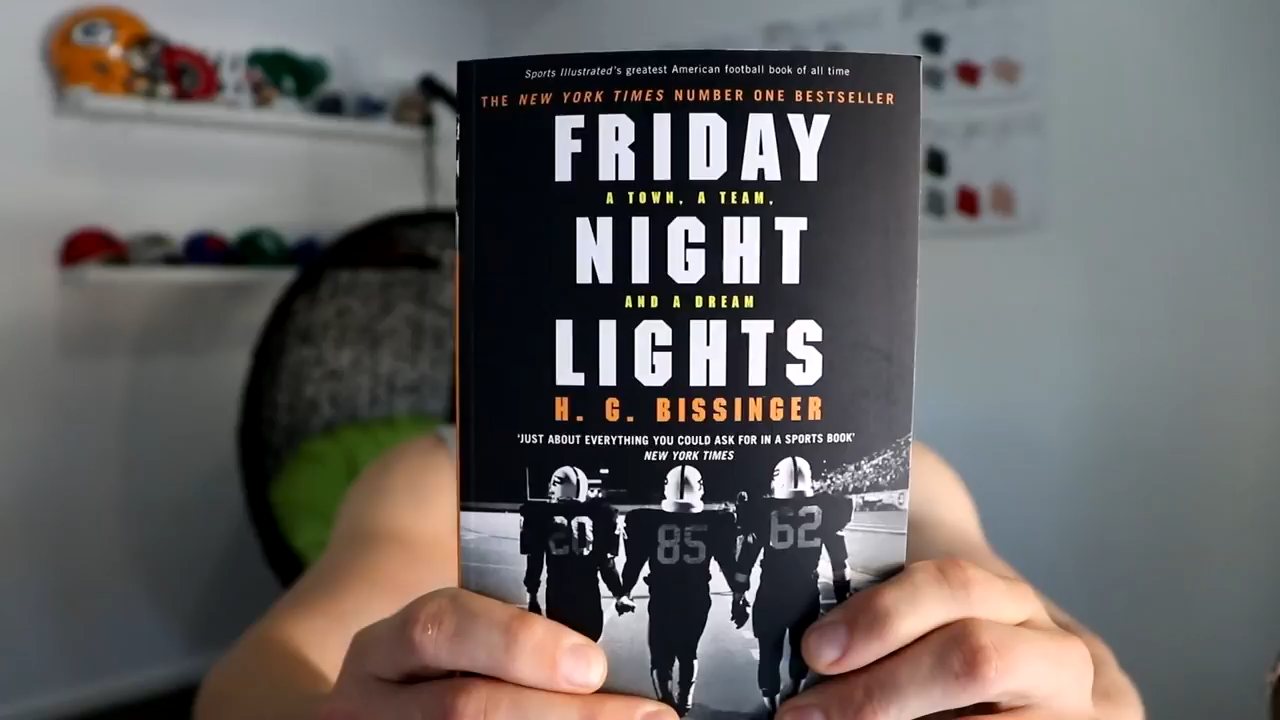 Sports Illustrated's greatest American football book of all time
THE NEW YORK TIMES NUMBER ONE BESTSELLER
FRIDAY
A TOWN, A TEAM,
NIGHT
AND A DREAM
LIGHTS
H. G. BISSINGER
'JUST ABOUT EVERYTHING YOU COULD ASK FOR IN A SPORTS BOOK'
NEW YORK TIMES
20 85 62